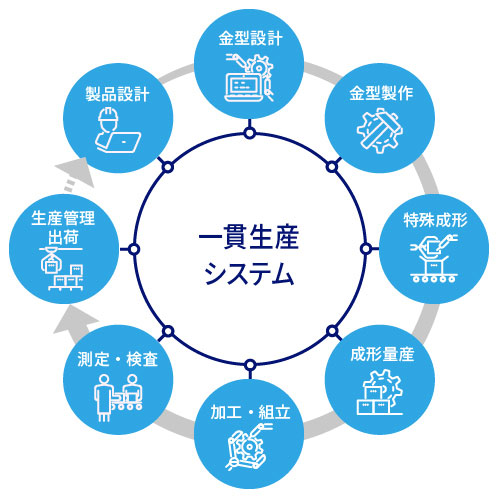 金型設計
製品設計
金型製作
生産管理
出荷
特殊成形
一貫生産
システム
測定・検査
成形量産
加工・組立